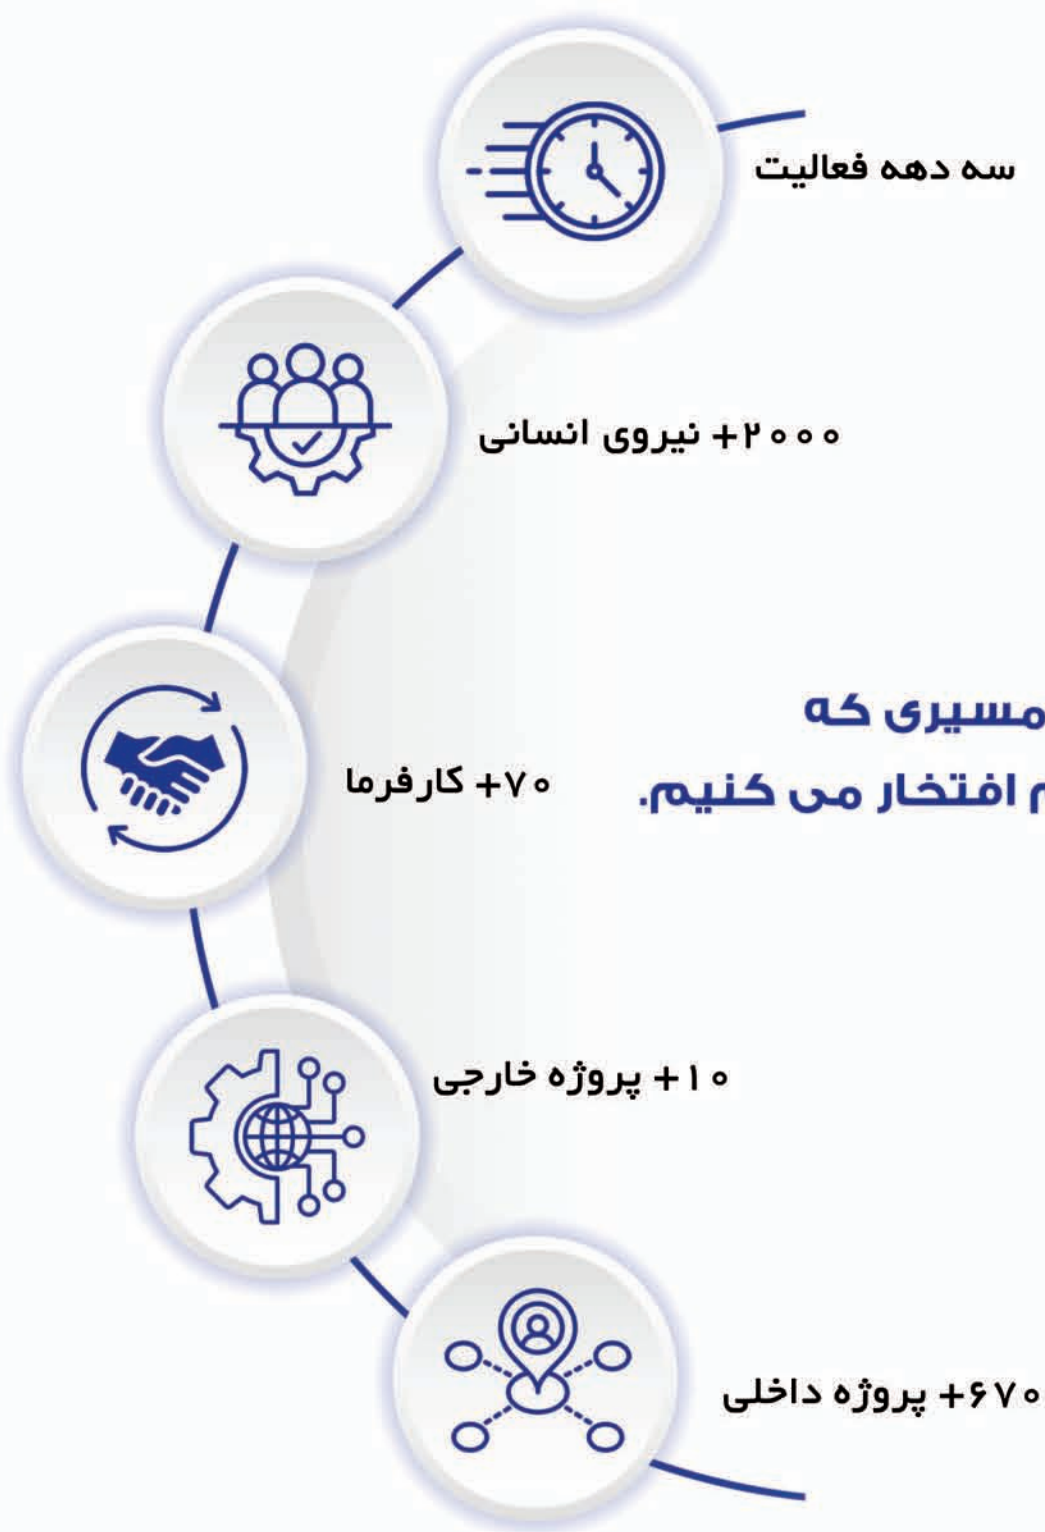 سه دهه فعالیت
۲۰۰۰+ نیروی انسانی
مسیری که
افتخار می کنیم.
۷۰+ کارفرما
۱۰+ پروژه خارجی
۶۷۰+ پروژه داخلی